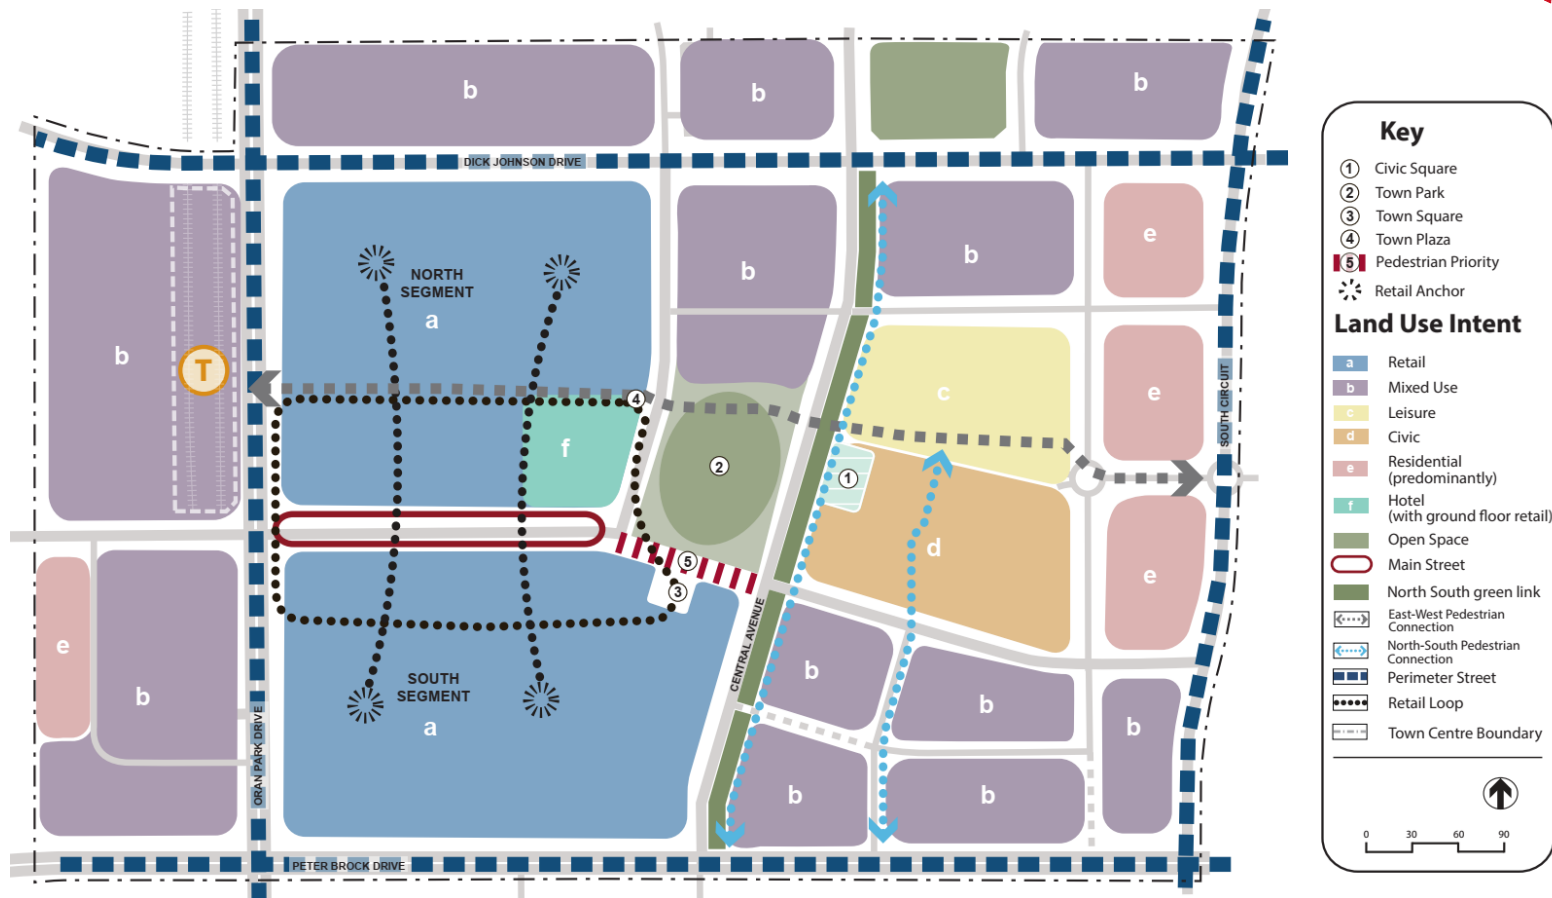 b
b
b
DICK JOHNSON DRIVE
NORTH
SEGMENT
a
b
b
e
b
T
4
c
e
SOUTH CIRCUIT
f
2
1
d
5
3
e
e
b
ORAN PARK DRIVE
SOUTH
SEGMENT
a
CENTRAL AVENUE
b
b
b
b
b
PETER BROCK DRIVE
Key
1 Civic Square
2 Town Park
3 Town Square
4 Town Plaza
5 Pedestrian Priority
Retail Anchor
Land Use Intent
a Retail
b Mixed Use
c Leisure
d Civic
e Residential
(predominantly)
f Hotel
(with ground floor retail)
Open Space
Main Street
North South green link
East-West Pedestrian
Connection
North-South Pedestrian
Connection
Perimeter Street
Retail Loop
Town Centre Boundary
0 30 60 90